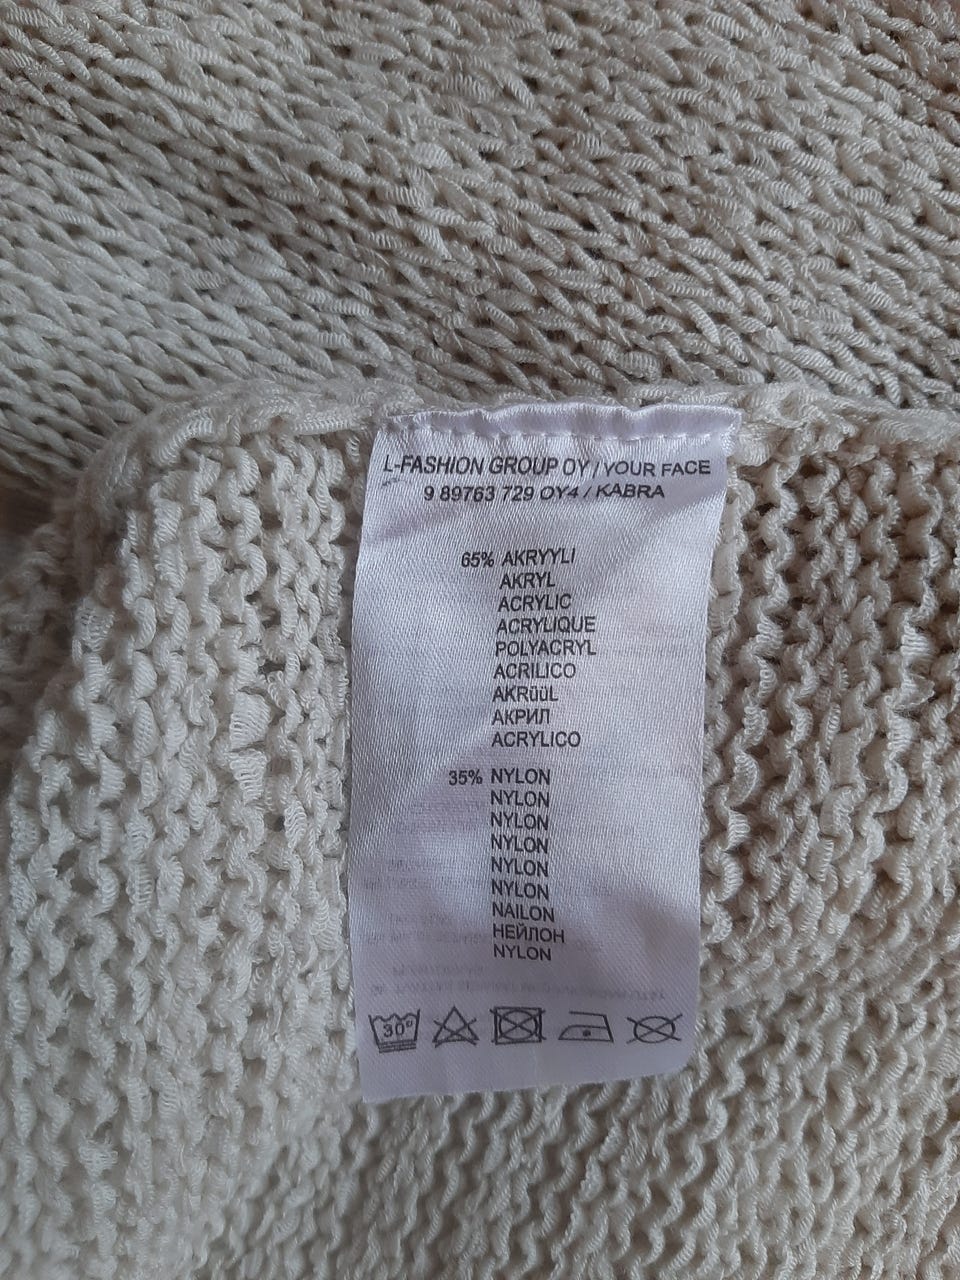 L-FASHION GROUP OY / YOUR FACE
9 89763 729 OY4 / KABRA
65% AKRYYLI
AKRYL
ACRYLIC
ACRYLIQUE
POLYACRYL
ACRILICO
AKRüüL
АКРИЛ
ACRYLICO
35% NYLON
NYLON
NYLON
NYLON
NYLON
NYLON
NAILON
НЕЙЛОН
NYLON
30°